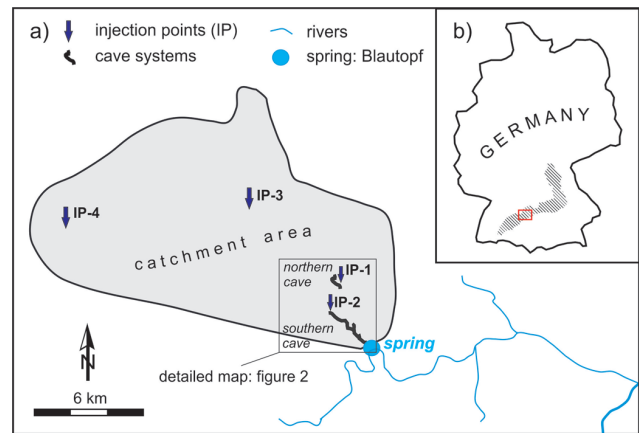 a)
injection points (IP)
cave systems
rivers
spring: Blautopf
b)
GERMANY
IP-3
IP-4
catchment area
northern
cave
IP-1
IP-2
southern
cave
spring
N
detailed map: figure 2
6 km